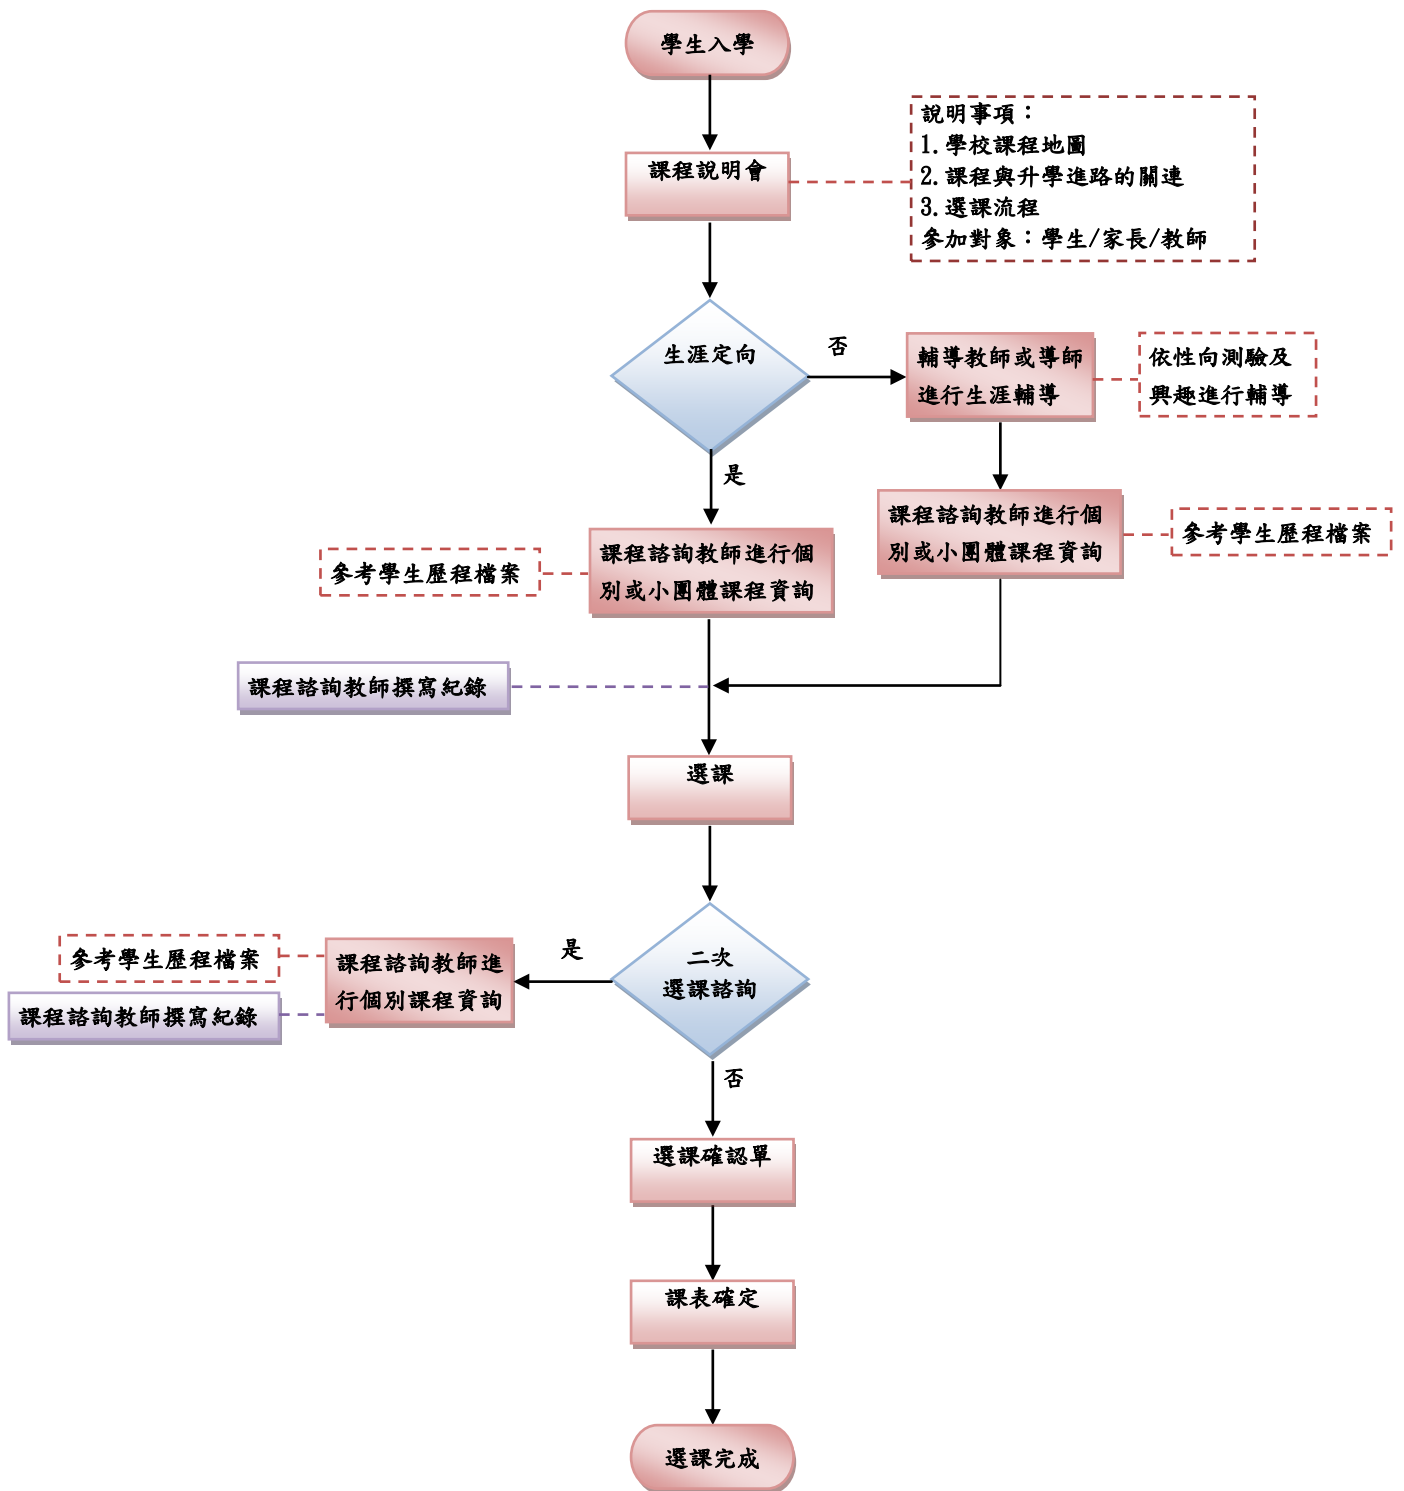 學生入學
說明事項：
1.學校課程地圖
2.課程與升學進路的關連
3.選課流程
參加對象：學生/家長/教師
課程說明會
生涯定向
否
輔導教師或導師
進行生涯輔導
依性向測驗及
興趣進行輔導
是
課程諮詢教師進行個
別或小團體課程資詢
參考學生歷程檔案
參考學生歷程檔案
課程諮詢教師進行個
別或小團體課程資詢
課程諮詢教師撰寫紀錄
選課
二次
選課諮詢
是
課程諮詢教師進
行個別課程資詢
參考學生歷程檔案
課程諮詢教師撰寫紀錄
否
選課確認單
課表確定
選課完成